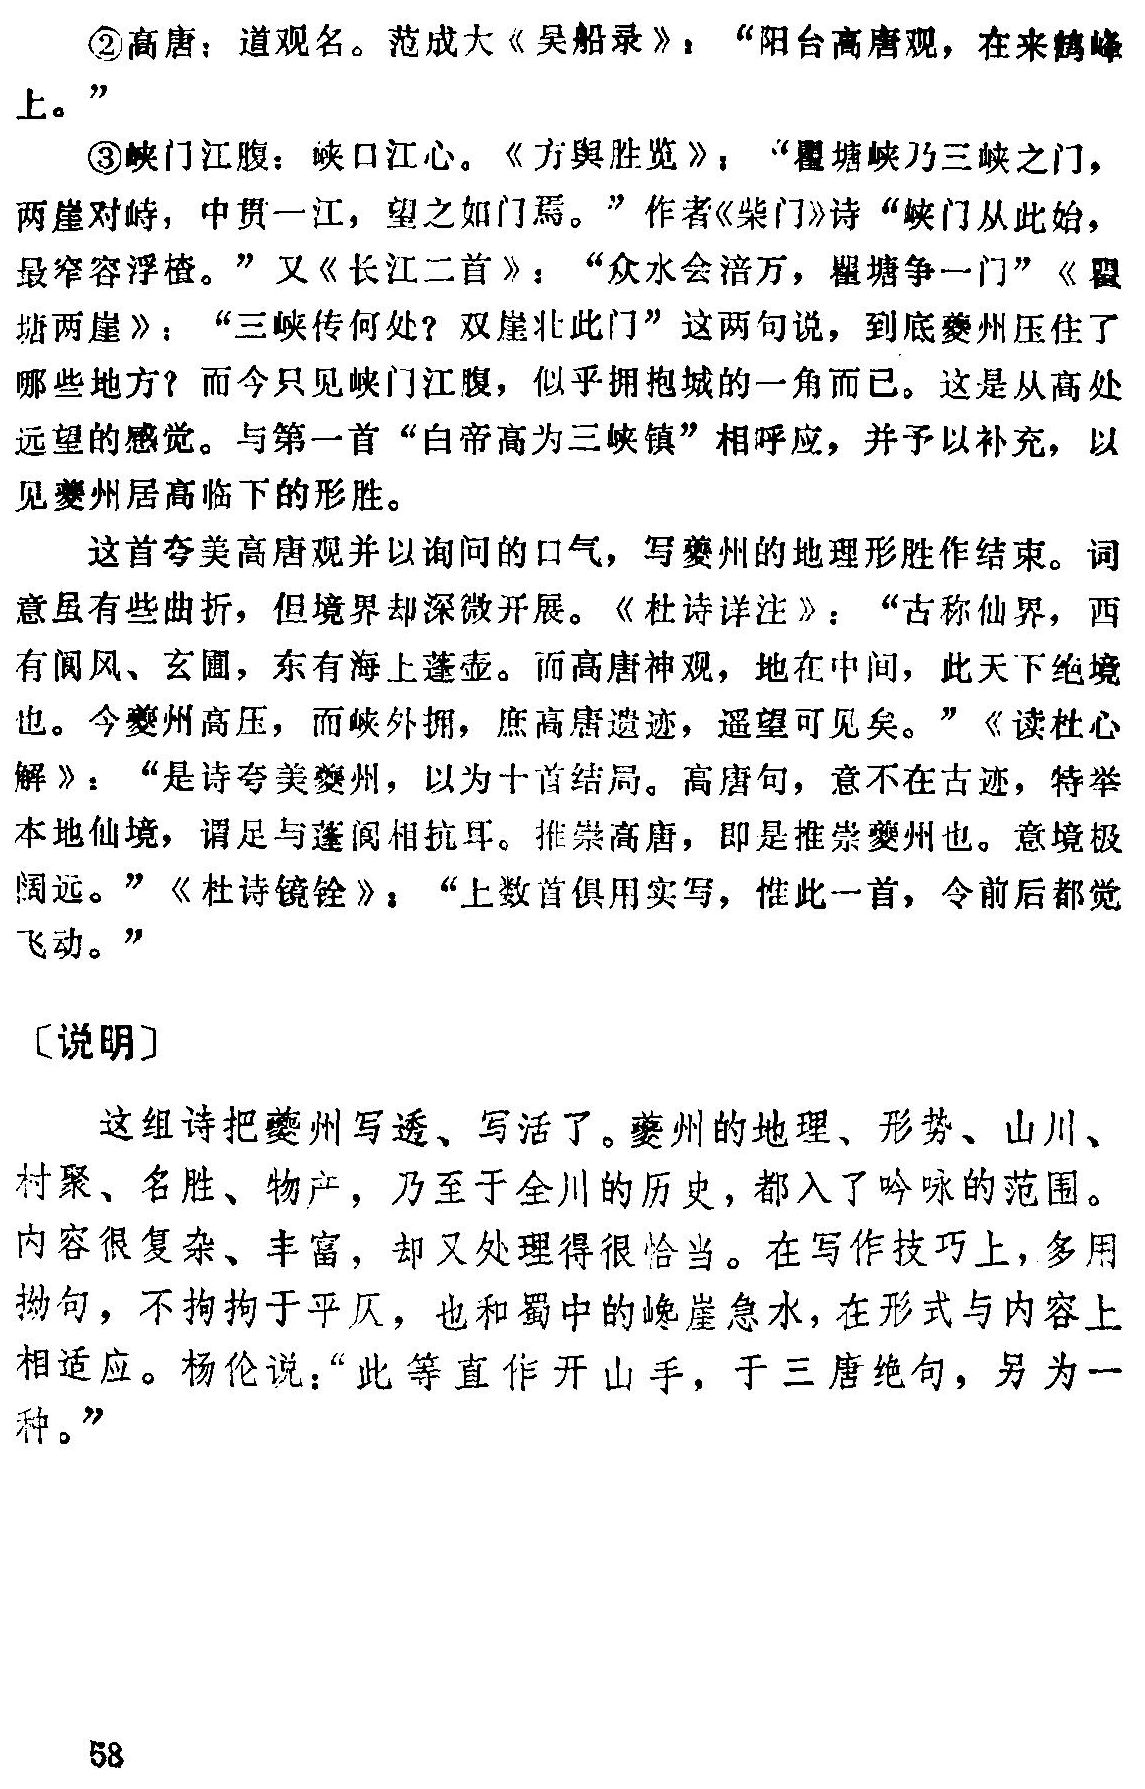 ②高唐：道观名。范成大《吴船录》：“阳台高唐观，在来鹤峰
上。”
③峡门江腹：峡口江心。《方舆胜览》：“瞿塘峡乃三峡之门，
两崖对峙，中贯一江，望之如门焉。”作者《柴门》诗“峡门从此始，
最窄容浮楂。”又《长江二首》：“众水会涪万，瞿塘争一门”《瞿
塘两崖》：“三峡传何处？双崖壮此门”这两句说，到底夔州压住了
哪些地方？而今只见峡门江腹，似乎拥抱城的一角而已。这是从高处
远望的感觉。与第一首“白帝高为三峡镇”相呼应，并予以补充，以
见夔州居高临下的形胜。
这首夸美高唐观并以询问的口气，写夔州的地理形胜作结束。词
意虽有些曲折，但境界却深微开展。《杜诗详注》：“古称仙界，西
有阆风、玄圃，东有海上蓬壶。而高唐神观，地在中间，此天下绝境
也。今夔州高压，而峡外拥，庶高唐遗迹，遥望可见矣。”《读杜心
解》：“是诗夸美夔州，以为十首结局。高唐句，意不在古迹，特举
本地仙境，谓足与蓬阆相抗耳。推崇高唐，即是推崇夔州也。意境极
阔远。”《杜诗镜铨》：“上数首俱用实写，惟此一首，令前后都觉
飞动。”
〔说明〕
这组诗把夔州写透、写活了。夔州的地理、形势、山川、
村聚、名胜、物产，乃至于全川的历史，都入了吟咏的范围。
内容很复杂、丰富，却又处理得很恰当。在写作技巧上，多用
拗句，不拘拘于平仄，也和蜀中的巉崖急水，在形式与内容上
相适应。杨伦说：“此等直作开山手，于三唐绝句，另为一
种。”
58